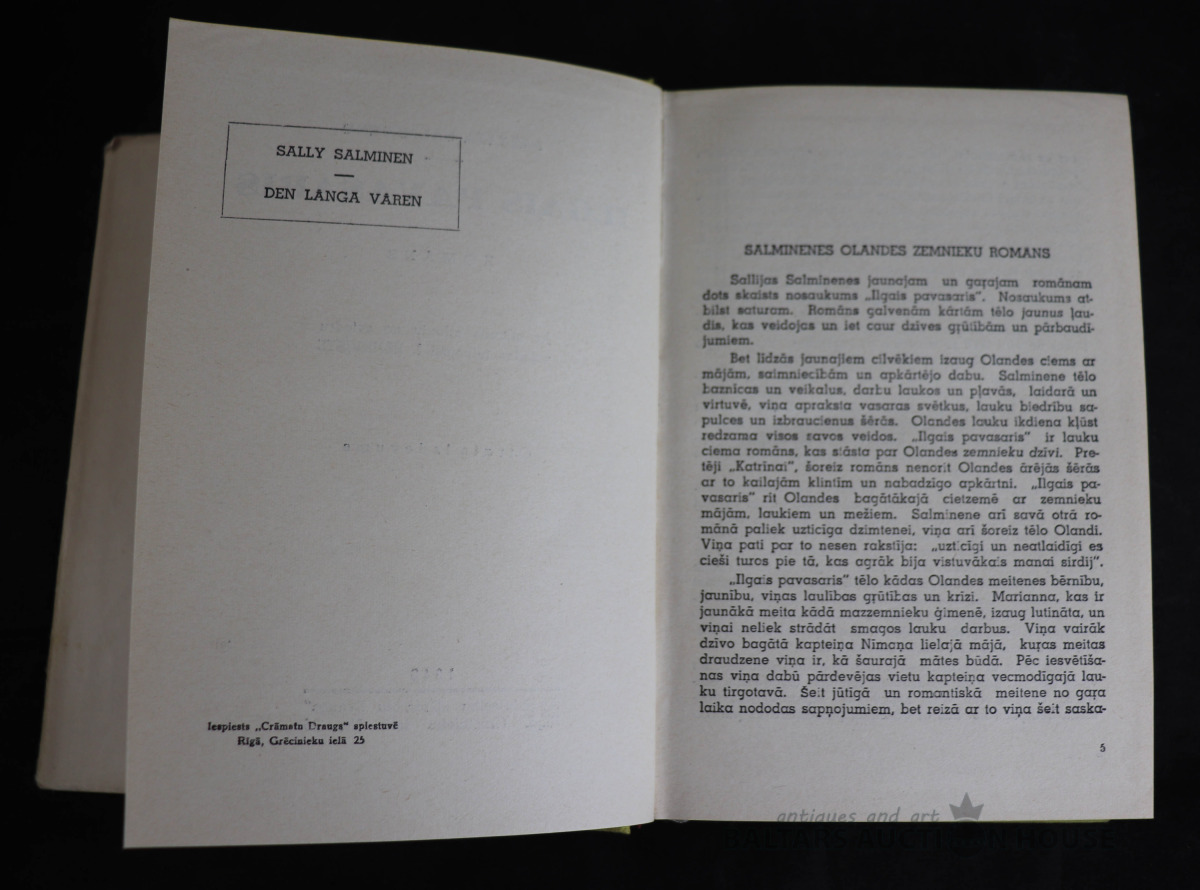 SALLY SALMINEN
DEN LÅNGA VÅREN
Iespiests „Grāmatu Drauga" spiestuvē
Rīgā, Grēcinieku ielā 25
SALMINENES OLANDES ZEMNIEKU ROMĀNS
Sallijas Salminenes jaunajam un gaŗajam romānam
dots skaists nosaukums „Ilgais pavasaris". Nosaukums at-
bilst saturam. Romāns galvenām kārtām tēlo jaunus ļau-
dis, kas veidojas un iet caur dzīves gŗūtībām un pārbaudī-
jumiem.
Bet līdzās jaunajiem cilvēkiem izaug Olandes ciems ar
mājām, saimniecībām un apkārtējo dabu. Salminene tēlo
baznīcas un veikalus, darbu laukos un pļavās, laidarā un
virtuvē, viņa apraksta vasaras svētkus, lauku biedrību sa-
pulces un izbraucienus šērās. Olandes lauku ikdiena kļūst
redzama visos savos veidos. „Ilgais pavasaris" ir lauku
ciema romāns, kas stāsta par Olandes zemnieku dzīvi. Pre-
tēji „Katrīnai", šoreiz romāns nenorit Olandes ārējās šērās
ar to kailajām klintīm un nabadzīgo apkārtni. „Ilgais pa-
vasaris" rit Olandes bagātākajā cietzemē ar zemnieku
mājām, laukiem un mežiem. Salminene arī savā otrā ro-
mānā paliek uzticīga dzimtenei, viņa arī šoreiz tēlo Olandi.
Viņa pati par to nesen rakstīja: „uzticīgi un neatlaidīgi es
cieši turos pie tā, kas agrāk bija vistuvākais manai sirdij".
„Ilgais pavasaris" tēlo kādas Olandes meitenes bērnību,
jaunību, viņas laulības gŗūtības un krizi. Marianna, kas ir
jaunākā meita kādā mazzemnieku ģimenē, izaug lutināta, un
viņai neliek strādāt smagos lauku darbus. Viņa vairāk
dzīvo bagātā kapteiņa Nimaņa lielajā mājā, kuŗas meitas
draudzene viņa ir, kā šaurajā mātes būdā. Pēc iesvētīša-
nas viņa dabū pārdevējas vietu kapteiņa vecmodīgajā lau-
ku tirgotavā. Šeit jūtīgā un romantiskā meitene no gaŗa
laika nododas sapņojumiem, bet reizā ar to viņa šeit saska-
5
antiques and art
BALTARS AUCTION HOUSE